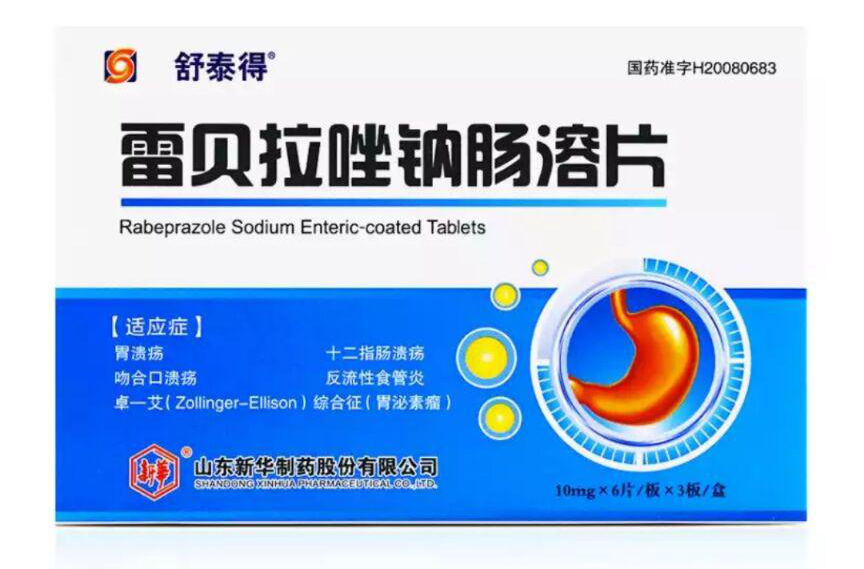 舒泰得®
国药准字H20080683
雷贝拉唑钠肠溶片
Rabeprazole Sodium Enteric-coated Tablets
【适应症】
胃溃疡 十二指肠溃疡
吻合口溃疡 反流性食管炎
卓—艾(Zollinger-Ellison)综合征(胃泌素瘤)
新华®
山东新华制药股份有限公司
SHANDONG XINHUA PHARMACEUTICAL CO.,LTD.
10mg×6片/板×3板/盒